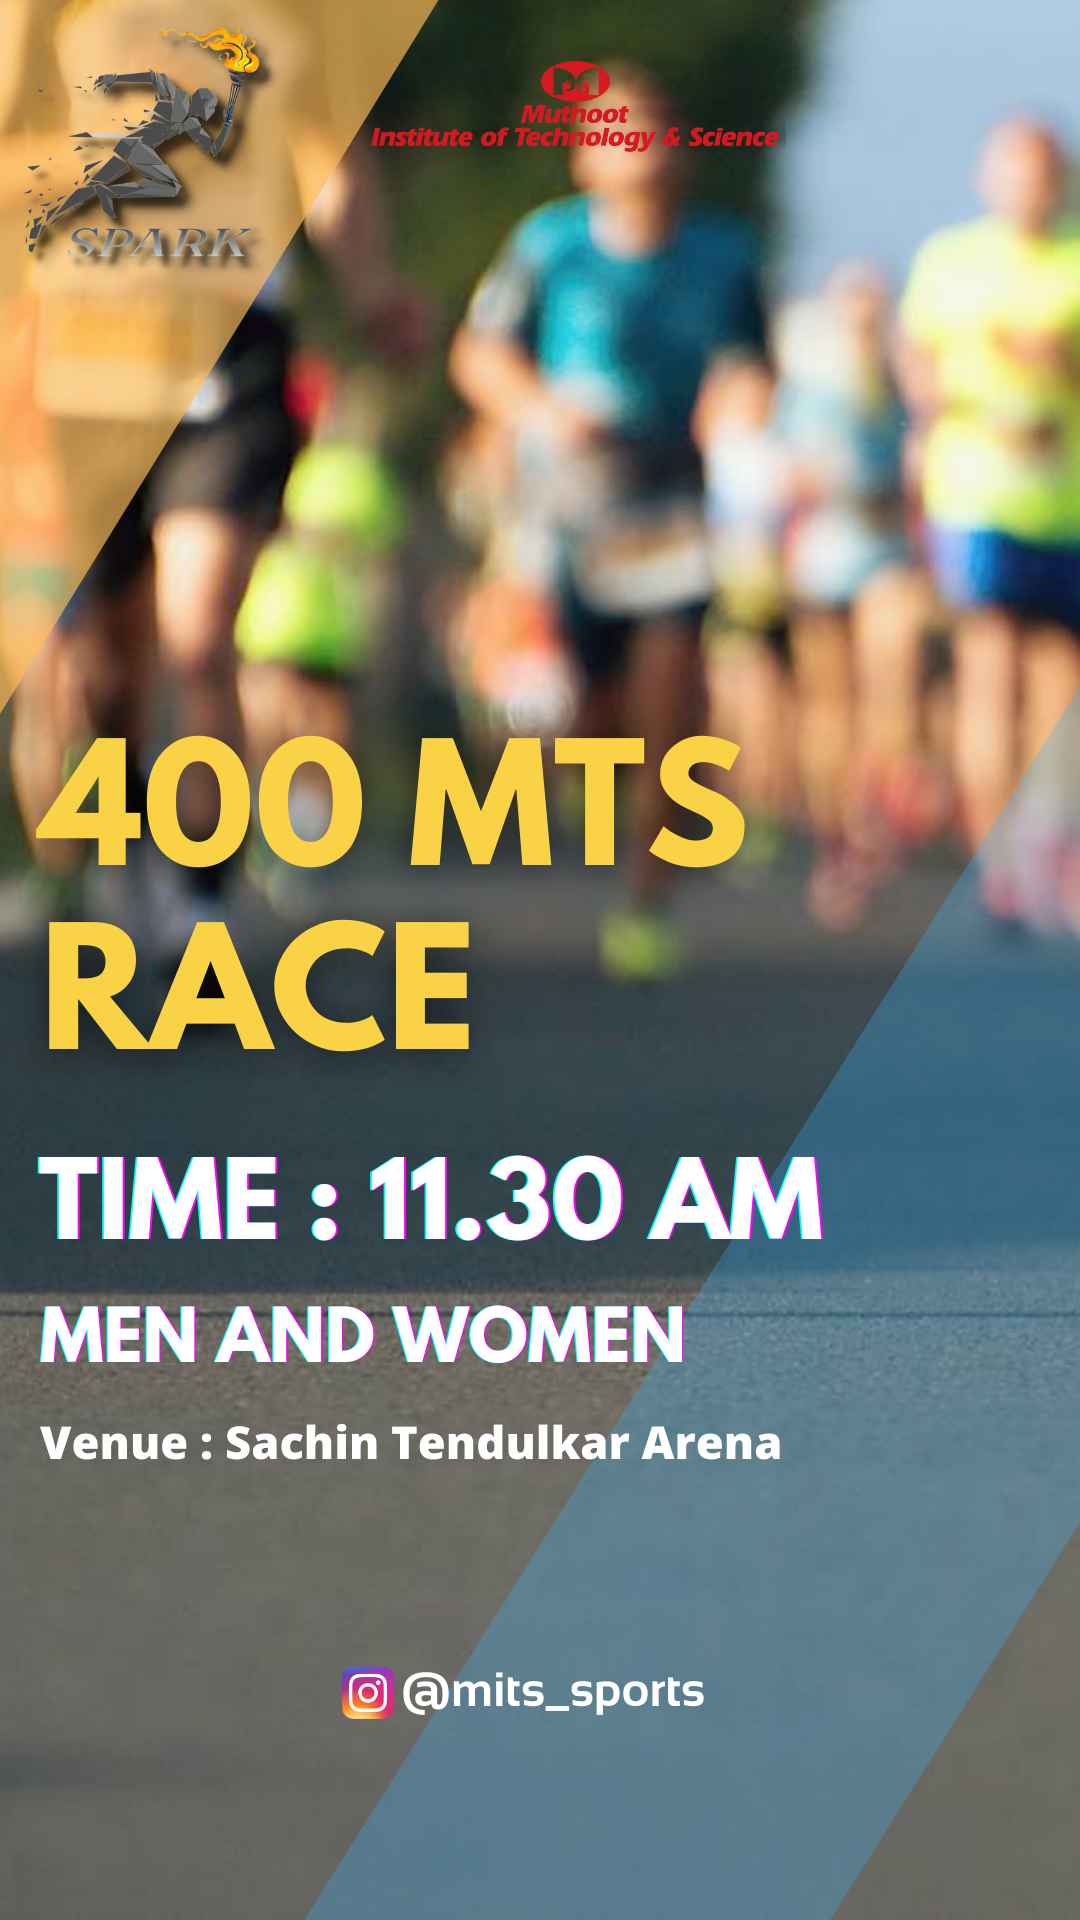 SPARK
Muthoot
Institute of Technology & Science
400 MTS
RACE
TIME : 11.30 AM
MEN AND WOMEN
Venue : Sachin Tendulkar Arena
@mits_sports